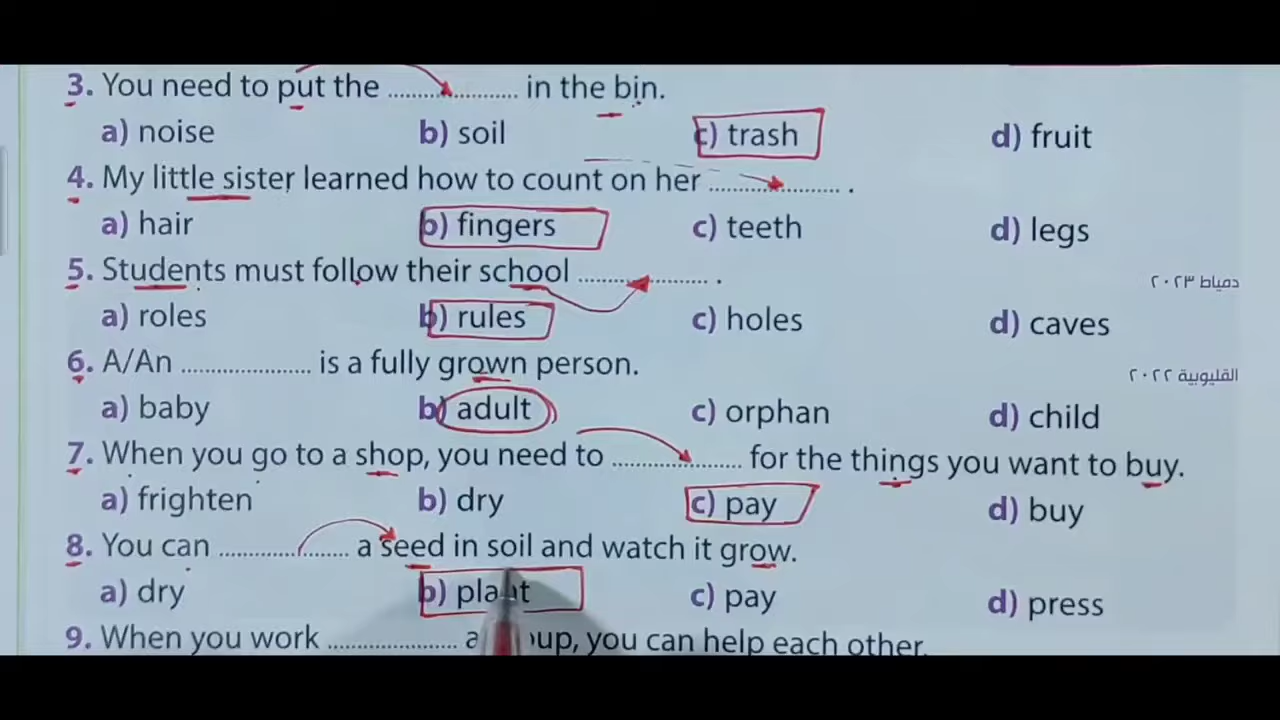 3. You need to put the .................... in the bin.
a) noise b) soil c) trash d) fruit
4. My little sister learned how to count on her .................... .
a) hair b) fingers c) teeth d) legs
5. Students must follow their school .................... .
دمياط ٢٠٢٣
a) roles b) rules c) holes d) caves
6. A/An .................... is a fully grown person.
القليوبية ٢٠٢٢
a) baby b) adult c) orphan d) child
7. When you go to a shop, you need to .................... for the things you want to buy.
a) frighten b) dry c) pay d) buy
8. You can .................... a seed in soil and watch it grow.
a) dry b) plant c) pay d) press
9. When you work .................... you can help each other.